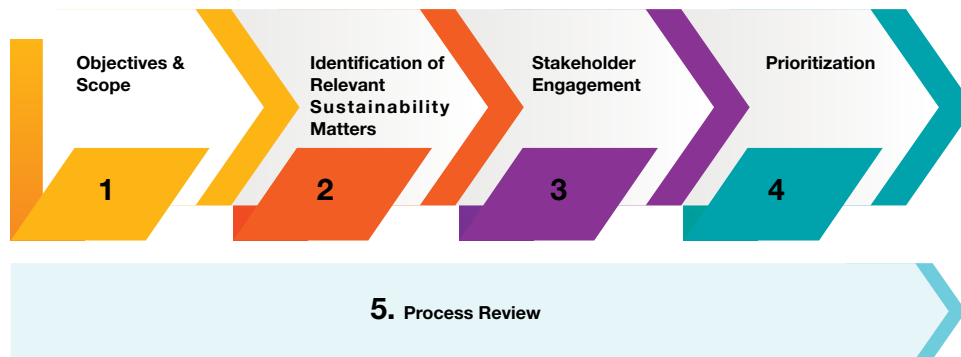 Objectives &
Scope
1
Identification of
Relevant
Sustainability
Matters
2
Stakeholder
Engagement
3
Prioritization
4
5. Process Review